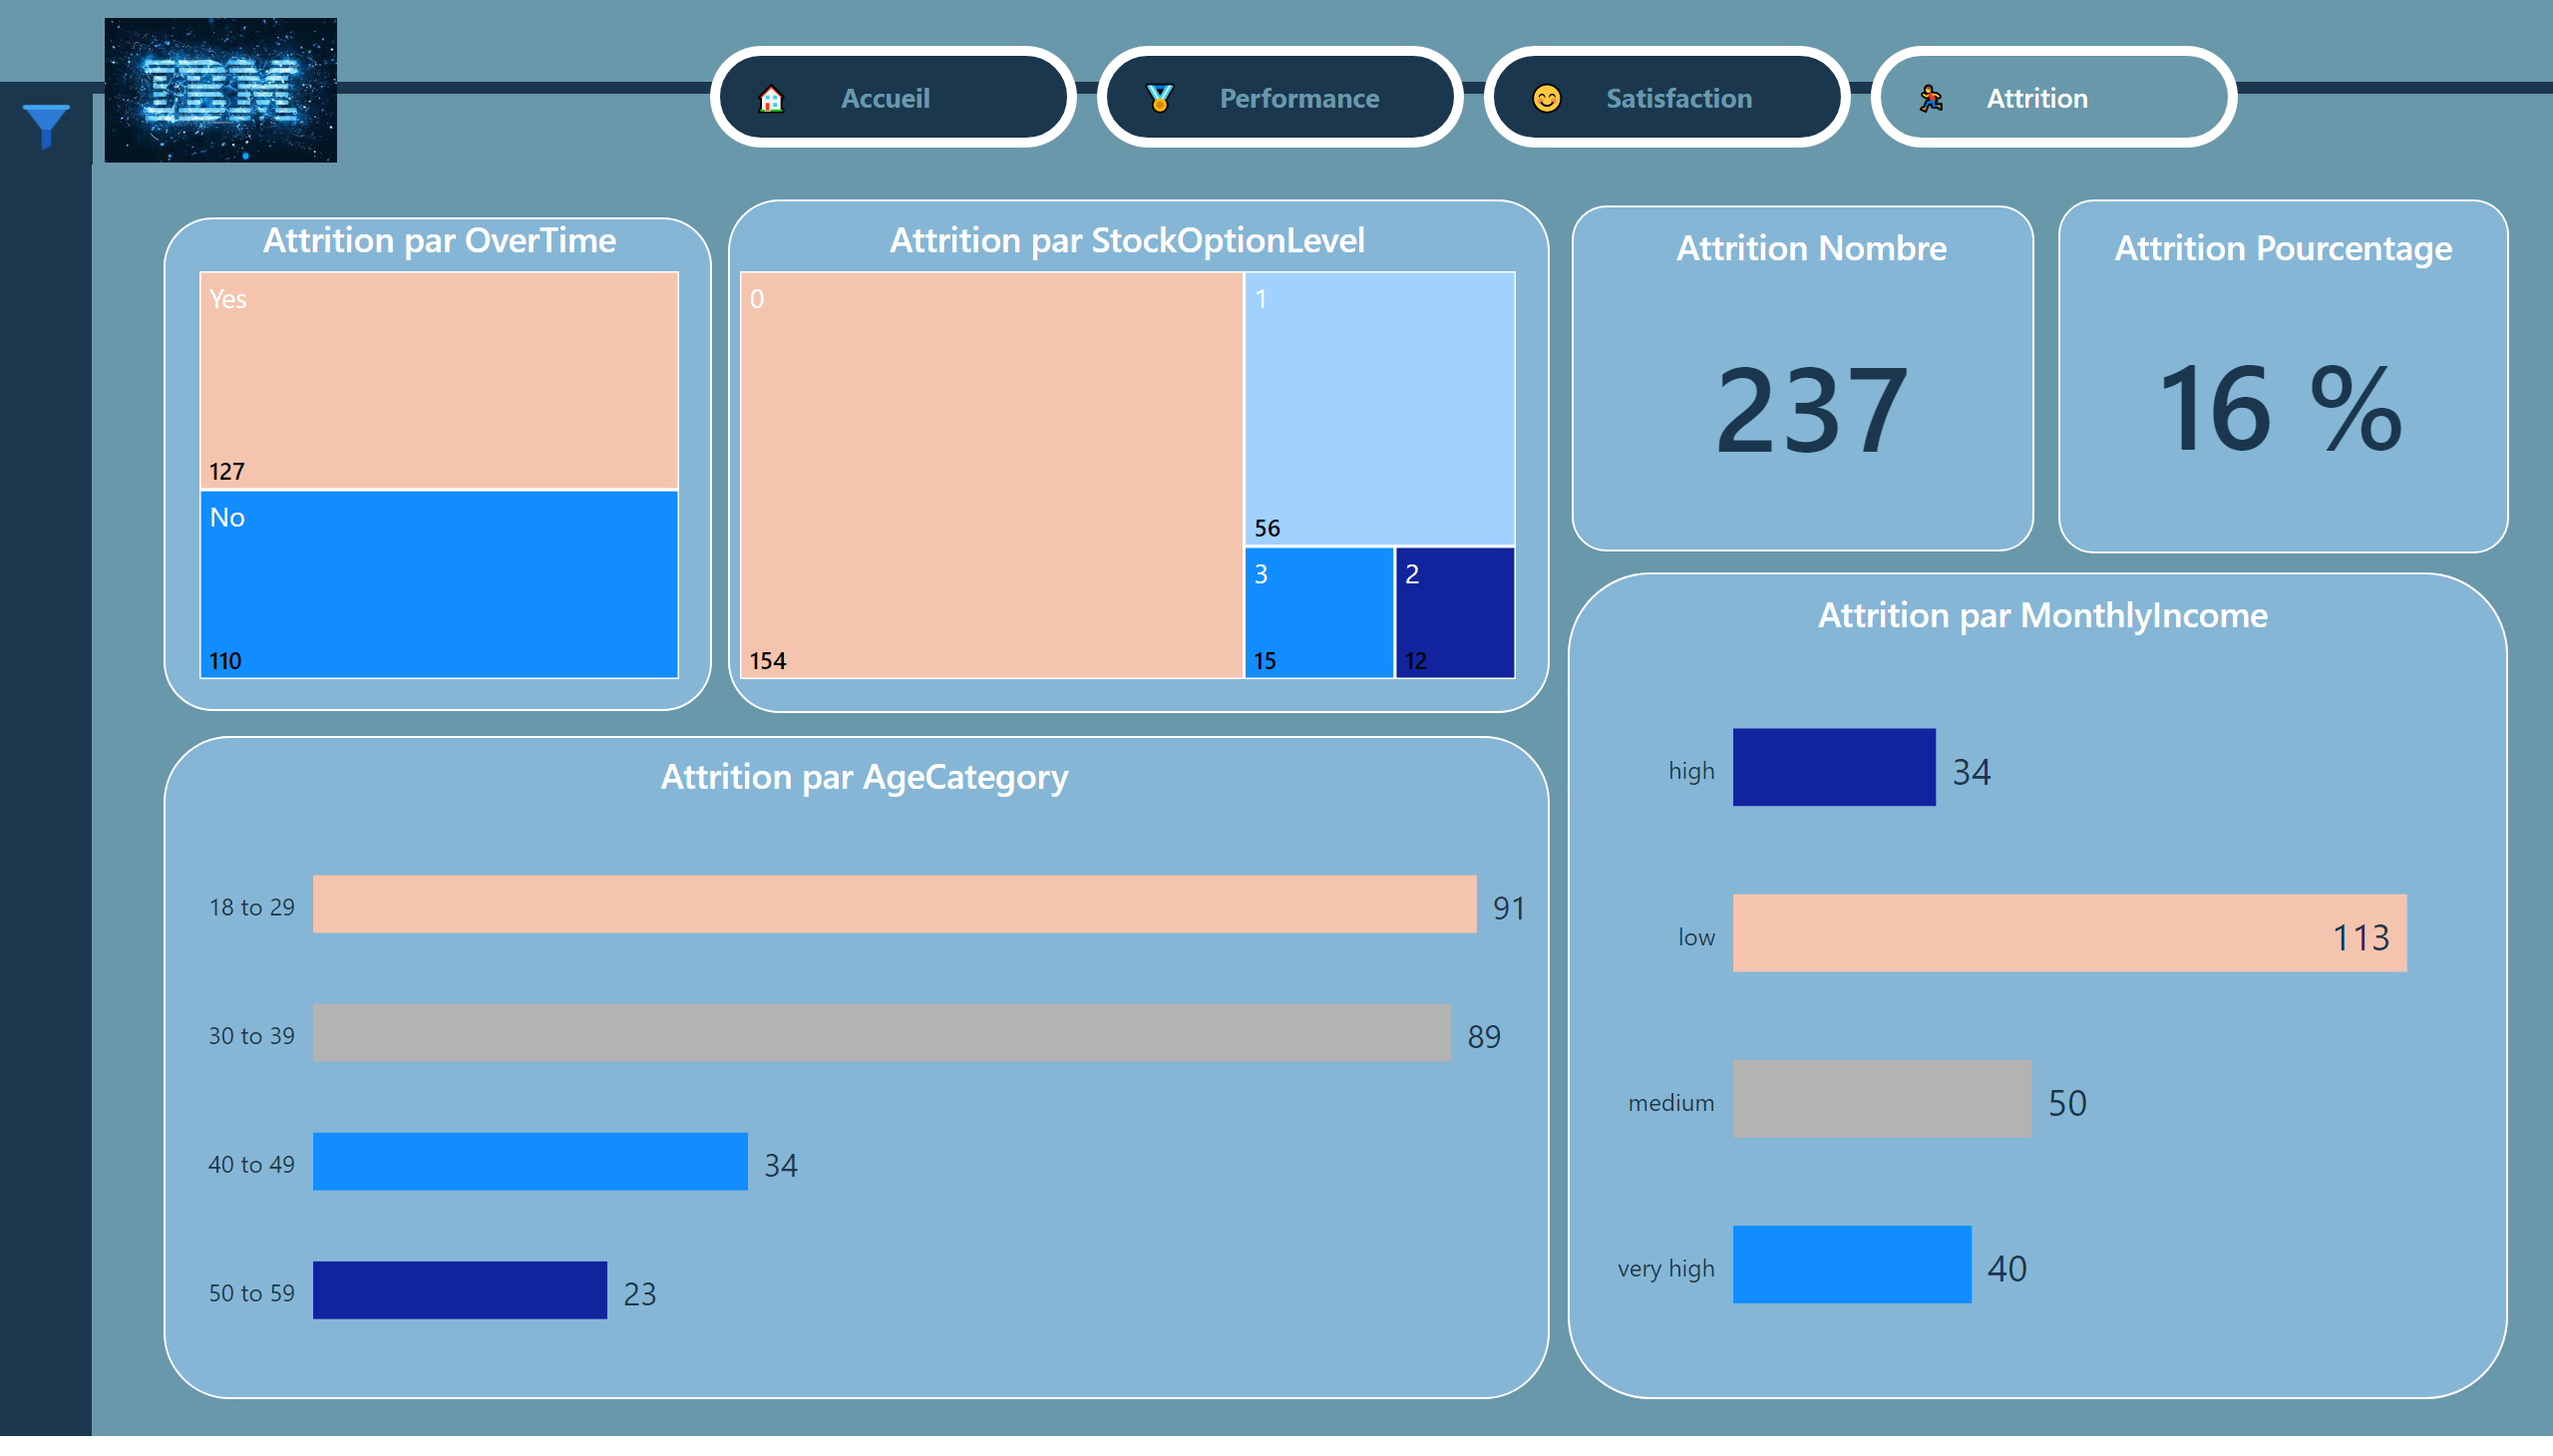 IBM
Accueil
Performance
Satisfaction
Attrition
Attrition par OverTime
Yes
127
No
110
Attrition par StockOptionLevel
0
154
1
56
3
15
2
12
Attrition Nombre
237
Attrition Pourcentage
16 %
Attrition par AgeCategory
18 to 29 91
30 to 39 89
40 to 49 34
50 to 59 23
Attrition par MonthlyIncome
high 34
low 113
medium 50
very high 40